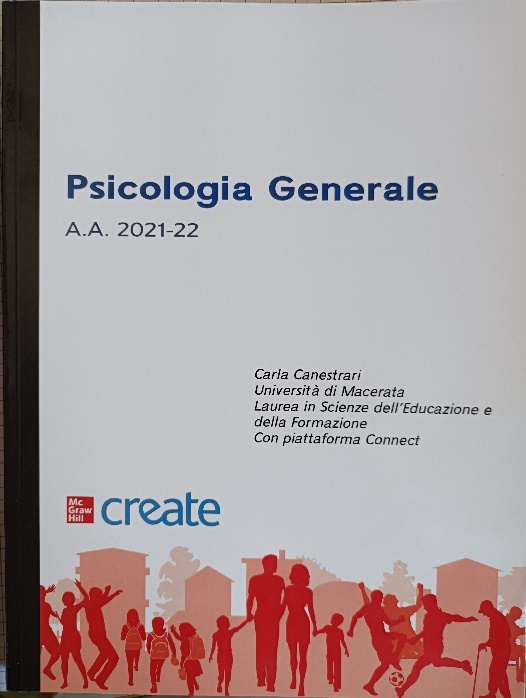 Psicologia Generale
A.A. 2021-22
Carla Canestrari
Università di Macerata
Laurea in Scienze dell'Educazione e
della Formazione
Con piattaforma Connect
Mc
Graw
Hill
create